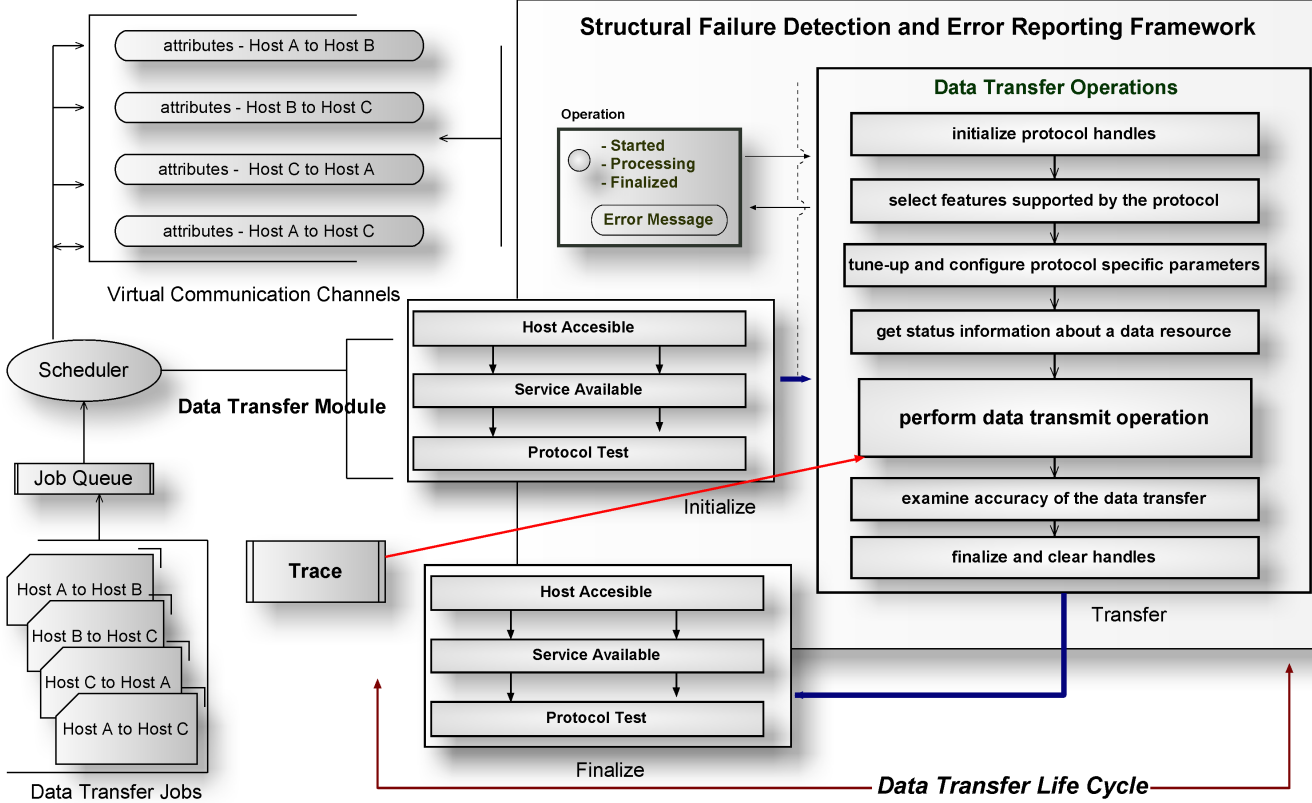 Structural Failure Detection and Error Reporting Framework
attributes - Host A to Host B
attributes - Host B to Host C
attributes -  Host C to Host A
attributes - Host A to Host C
Virtual Communication Channels
Operation
- Started
- Processing
- Finalized
Error Message
Data Transfer Operations
initialize protocol handles
select features supported by the protocol
tune-up and configure protocol specific parameters
get status information about a data resource
perform data transmit operation
examine accuracy of the data transfer
finalize and clear handles
Transfer
Scheduler
Data Transfer Module
Host Accesible
Service Available
Protocol Test
Initialize
Job Queue
Trace
Host A to Host B
Host B to Host C
Host C to Host A
Host A to Host C
Data Transfer Jobs
Host Accesible
Service Available
Protocol Test
Finalize
Data Transfer Life Cycle